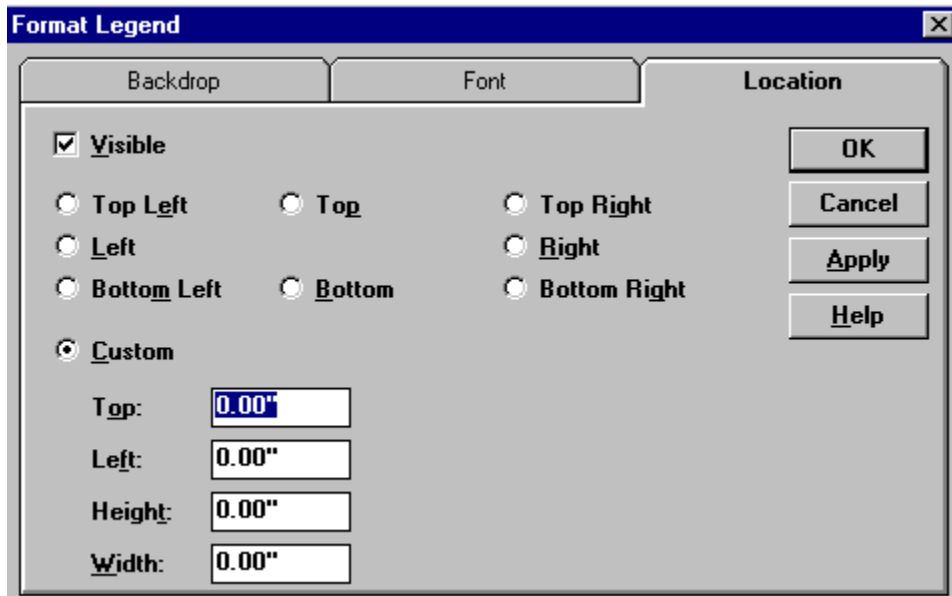 Format Legend
Backdrop Font Location
Visible OK
Top Left Top Top Right Cancel
Left Right Apply
Bottom Left Bottom Bottom Right Help
Custom
Top: 0.00"
Left: 0.00"
Height: 0.00"
Width: 0.00"